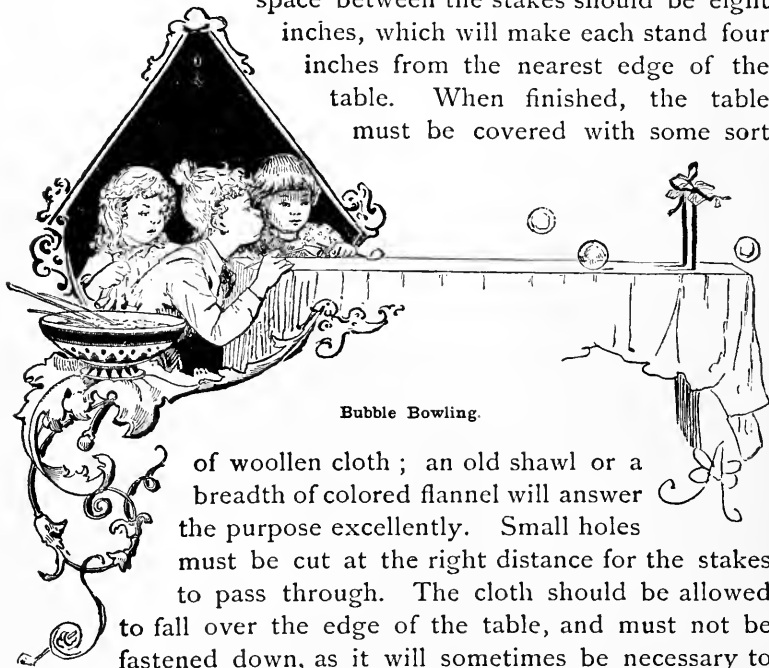 space between the stakes should be eight
inches, which will make each stand four
inches from the nearest edge of the
table. When finished, the table
must be covered with some sort
Bubble Bowling.
of woollen cloth ; an old shawl or a
breadth of colored flannel will answer
the purpose excellently. Small holes
must be cut at the right distance for the stakes
to pass through. The cloth should be allowed
to fall over the edge of the table, and must not be
fastened down, as it will sometimes be necessary to